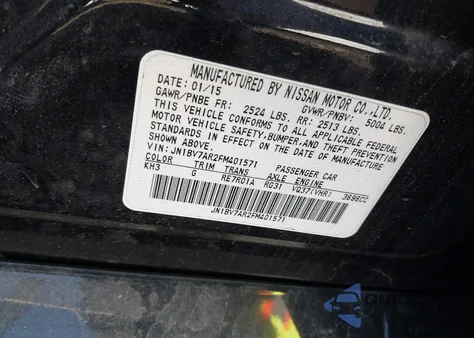 MANUFACTURED BY NISSAN MOTOR CO.,LTD.
DATE: 01/15 GVWR/PNBV: 5004 LBS.
GAWR/PNBE FR: 2524 LBS. RR: 2513 LBS.
THIS VEHICLE CONFORMS TO ALL APPLICABLE FEDERAL
MOTOR VEHICLE SAFETY,BUMPER,AND THEFT PREVENTION
STANDARDS IN EFFECT ON THE DATE OF MANUFACTURE
SHOWN ABOVE.
VIN: JN1BV7AR2FM401571 PASSENGER CAR
COLOR TRIM TRANS AXLE ENGINE
KH3 G RE7R01A RG31 VQ37(VHR) 3696CC
JN1BV7AR2FM401571